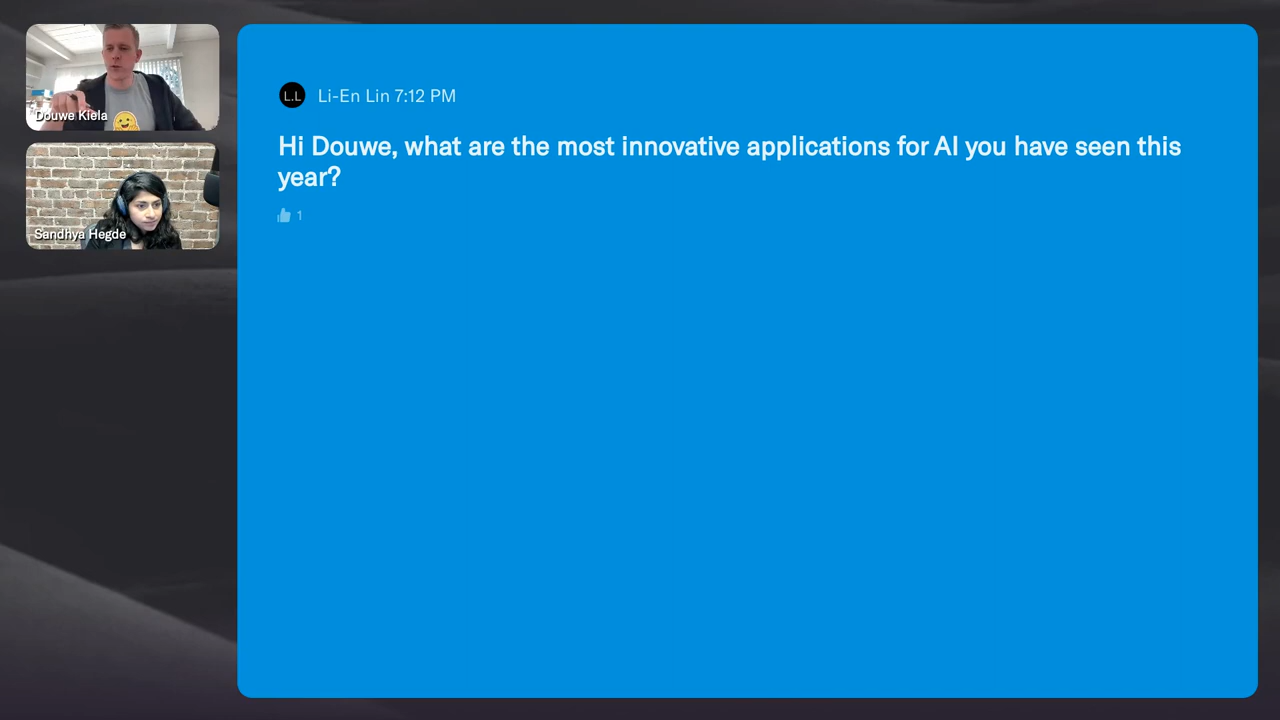 Douwe Kiela
Sandhya Hegde
L.L
Li-En Lin 7:12 PM
Hi Douwe, what are the most innovative applications for AI you have seen this
year?
1